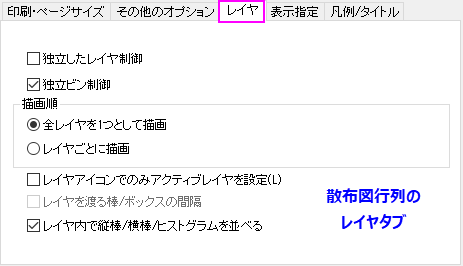 印刷・ページサイズ その他のオプション レイヤ 表示指定 凡例/タイトル
独立したレイヤ制御
独立ビン制御
描画順
全レイヤを1つとして描画
レイヤごとに描画
レイヤアイコンでのみアクティブレイヤを設定(L)
レイヤを渡る棒/ボックスの間隔
レイヤ内で縦棒/横棒/ヒストグラムを並べる
散布図行列の
レイヤタブ